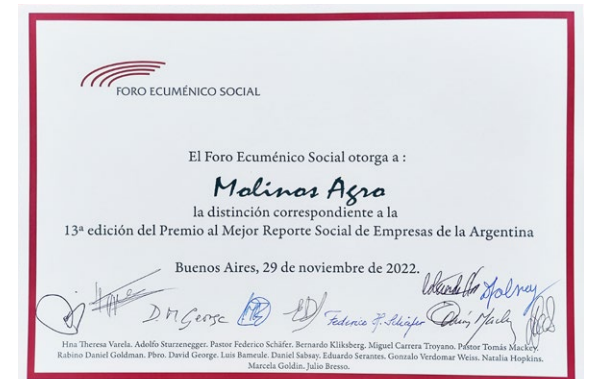 FORO ECUMÉNICO SOCIAL
El Foro Ecuménico Social otorga a :
Molinos Agro
la distinción correspondiente a la
13ª edición del Premio al Mejor Reporte Social de Empresas de la Argentina
Buenos Aires, 29 de noviembre de 2022.
D. M. George
Federico H. Schäfer
Hna Theresa Varela. Adolfo Sturzenegger. Pastor Federico Schäfer. Bernardo Kliksberg. Miguel Carrera Troyano. Pastor Tomás Mackey.
Rabino Daniel Goldman. Pbro. David George. Luis Bameule. Daniel Sabsay. Eduardo Serantes. Gonzalo Verdomar Weiss. Natalia Hopkins.
Marcela Goldin. Julio Bresso.